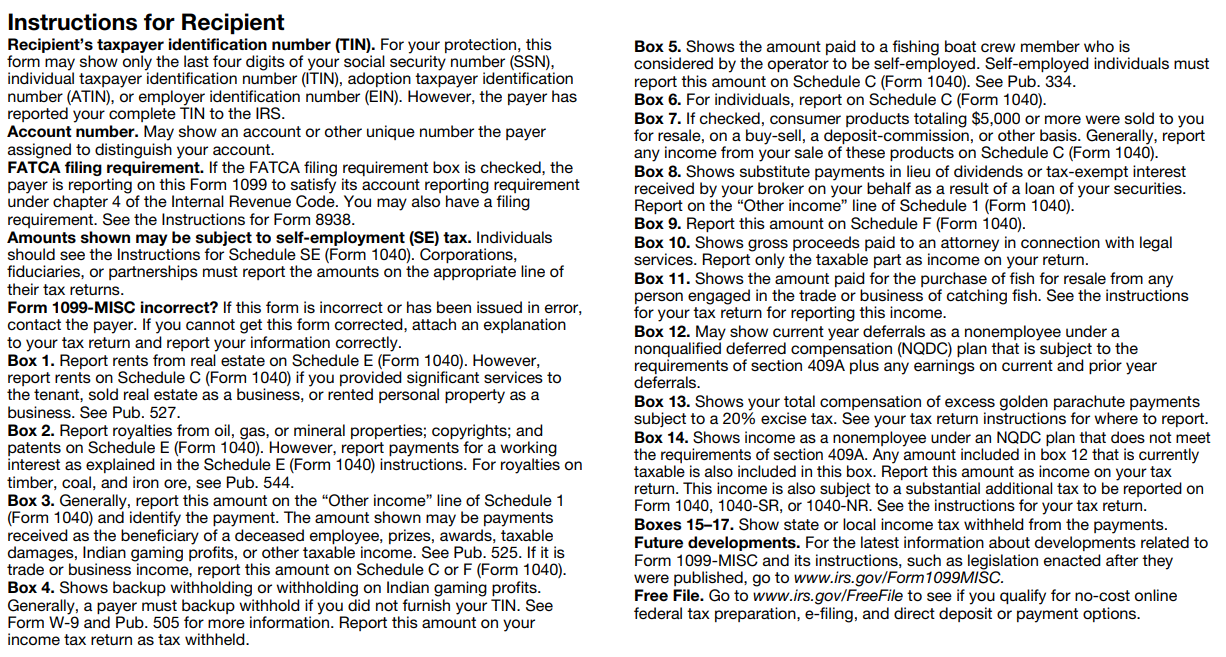 Instructions for Recipient
Recipient's taxpayer identification number (TIN). For your protection, this
form may show only the last four digits of your social security number (SSN),
individual taxpayer identification number (ITIN), adoption taxpayer identification
number (ATIN), or employer identification number (EIN). However, the payer has
reported your complete TIN to the IRS.
Account number. May show an account or other unique number the payer
assigned to distinguish your account.
FATCA filing requirement. If the FATCA filing requirement box is checked, the
payer is reporting on this Form 1099 to satisfy its account reporting requirement
under chapter 4 of the Internal Revenue Code. You may also have a filing
requirement. See the Instructions for Form 8938.
Amounts shown may be subject to self-employment (SE) tax. Individuals
should see the Instructions for Schedule SE (Form 1040). Corporations,
fiduciaries, or partnerships must report the amounts on the appropriate line of
their tax returns.
Form 1099-MISC incorrect? If this form is incorrect or has been issued in error,
contact the payer. If you cannot get this form corrected, attach an explanation
to your tax return and report your information correctly.
Box 1. Report rents from real estate on Schedule E (Form 1040). However,
report rents on Schedule C (Form 1040) if you provided significant services to
the tenant, sold real estate as a business, or rented personal property as a
business. See Pub. 527.
Box 2. Report royalties from oil, gas, or mineral properties; copyrights; and
patents on Schedule E (Form 1040). However, report payments for a working
interest as explained in the Schedule E (Form 1040) instructions. For royalties on
timber, coal, and iron ore, see Pub. 544.
Box 3. Generally, report this amount on the "Other income" line of Schedule 1
(Form 1040) and identify the payment. The amount shown may be payments
received as the beneficiary of a deceased employee, prizes, awards, taxable
damages, Indian gaming profits, or other taxable income. See Pub. 525. If it is
trade or business income, report this amount on Schedule C or F (Form 1040).
Box 4. Shows backup withholding or withholding on Indian gaming profits.
Generally, a payer must backup withhold if you did not furnish your TIN. See
Form W-9 and Pub. 505 for more information. Report this amount on your
income tax return as tax withheld.
Box 5. Shows the amount paid to a fishing boat crew member who is
considered by the operator to be self-employed. Self-employed individuals must
report this amount on Schedule C (Form 1040). See Pub. 334.
Box 6. For individuals, report on Schedule C (Form 1040).
Box 7. If checked, consumer products totaling $5,000 or more were sold to you
for resale, on a buy-sell, a deposit-commission, or other basis. Generally, report
any income from your sale of these products on Schedule C (Form 1040).
Box 8. Shows substitute payments in lieu of dividends or tax-exempt interest
received by your broker on your behalf as a result of a loan of your securities.
Report on the "Other income" line of Schedule 1 (Form 1040).
Box 9. Report this amount on Schedule F (Form 1040).
Box 10. Shows gross proceeds paid to an attorney in connection with legal
services. Report only the taxable part as income on your return.
Box 11. Shows the amount paid for the purchase of fish for resale from any
person engaged in the trade or business of catching fish. See the instructions
for your tax return for reporting this income.
Box 12. May show current year deferrals as a nonemployee under a
nonqualified deferred compensation (NQDC) plan that is subject to the
requirements of section 409A plus any earnings on current and prior year
deferrals.
Box 13. Shows your total compensation of excess golden parachute payments
subject to a 20% excise tax. See your tax return instructions for where to report.
Box 14. Shows income as a nonemployee under an NQDC plan that does not meet
the requirements of section 409A. Any amount included in box 12 that is currently
taxable is also included in this box. Report this amount as income on your tax
return. This income is also subject to a substantial additional tax to be reported on
Form 1040, 1040-SR, or 1040-NR. See the instructions for your tax return.
Boxes 15–17. Show state or local income tax withheld from the payments.
Future developments. For the latest information about developments related to
Form 1099-MISC and its instructions, such as legislation enacted after they
were published, go to www.irs.gov/Form1099MISC.
Free File. Go to www.irs.gov/FreeFile to see if you qualify for no-cost online
federal tax preparation, e-filing, and direct deposit or payment options.